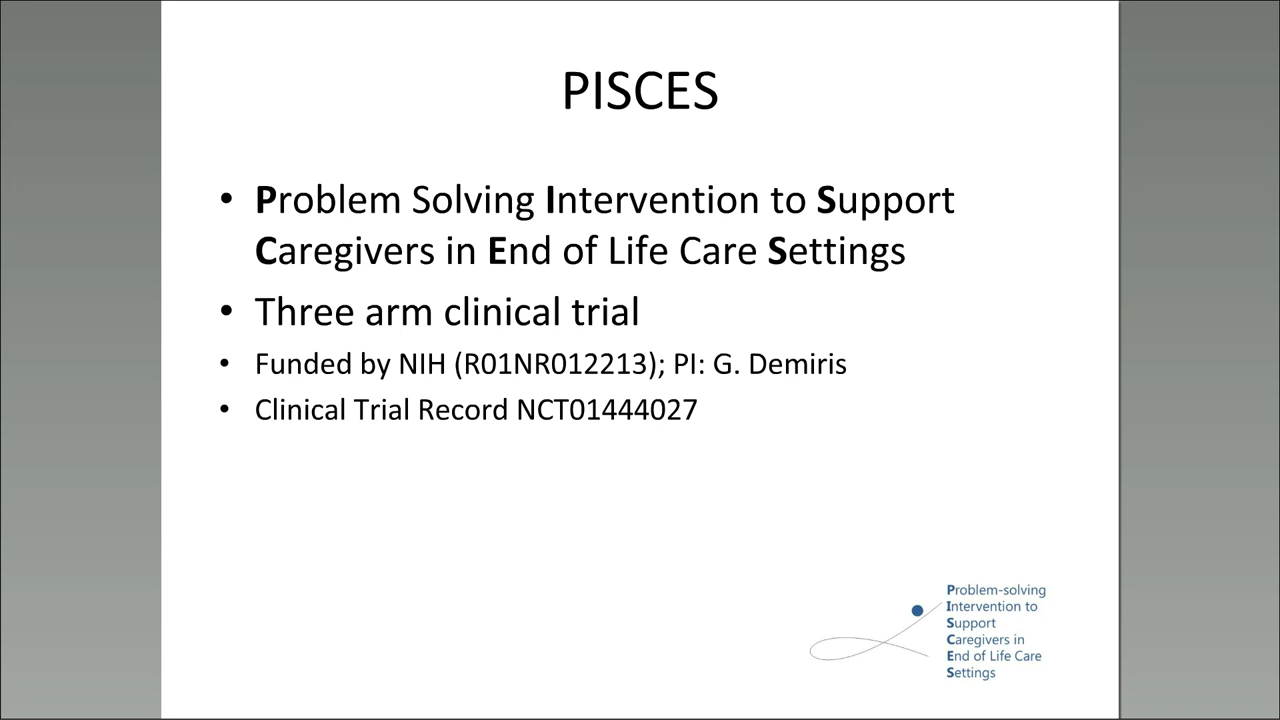 PISCES
• Problem Solving Intervention to Support
Caregivers in End of Life Care Settings
• Three arm clinical trial
• Funded by NIH (R01NR012213); PI: G. Demiris
• Clinical Trial Record NCT01444027
Problem-solving
Intervention to
Support
Caregivers in
End of Life Care
Settings